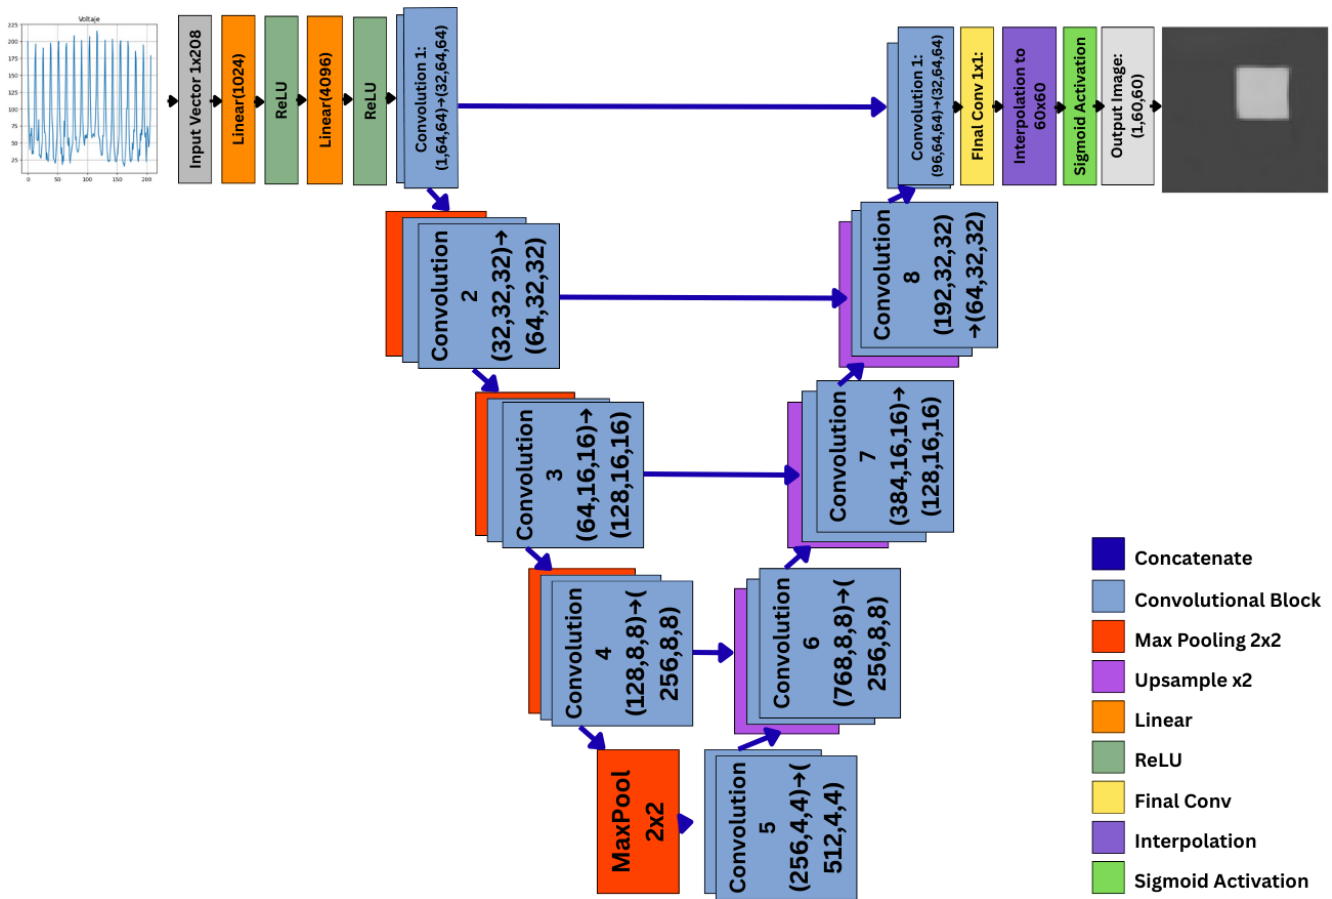 Voltaje
225
200
175
150
125
100
75
50
25
0
50
100
150
200
Input Vector 1x208
Linear(1024)
ReLU
Linear(4096)
ReLU
Convolution 1:
(1,64,64)→(32,64,64)
Convolution 1:
(96,64,64)→(32,64,64)
FInal Conv 1x1:
Interpolation to
60x60
Sigmoid Activation
Output Image:
(1,60,60)
Convolution
2
(32,32,32)→
(64,32,32)
Convolution
8
(192,32,32)
→(64,32,32)
Convolution
3
(64,16,16)→
(128,16,16)
Convolution
7
(384,16,16)→
(128,16,16)
Convolution
4
(128,8,8)→(
256,8,8)
Convolution
6
(768,8,8)→(
256,8,8)
MaxPool
2x2
Convolution
5
(256,4,4)→(
512,4,4)
Concatenate
Convolutional Block
Max Pooling 2x2
Upsample x2
Linear
ReLU
Final Conv
Interpolation
Sigmoid Activation